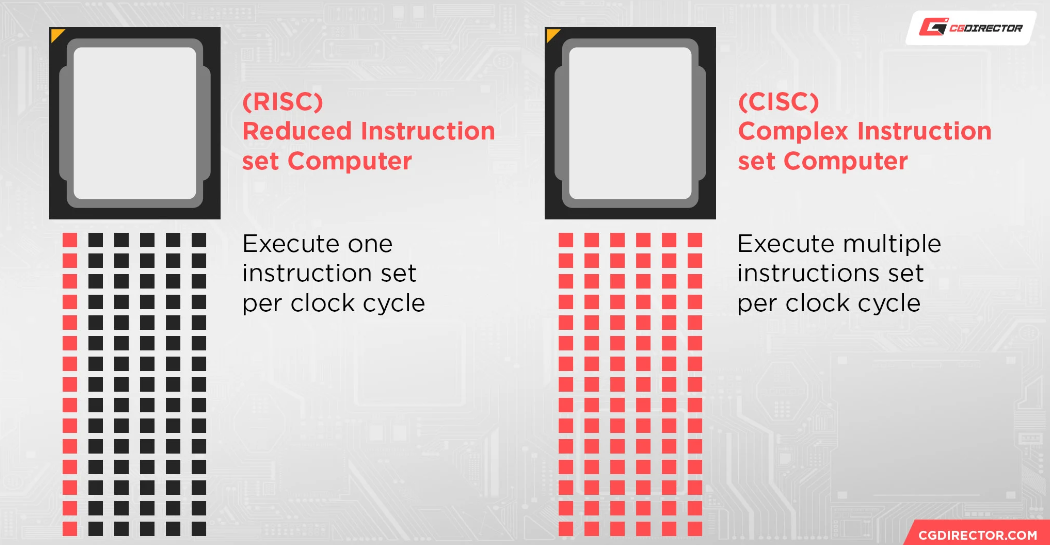 CGDIRECTOR
(RISC)
Reduced Instruction
set Computer
Execute one
instruction set
per clock cycle
(CISC)
Complex Instruction
set Computer
Execute multiple
instructions set
per clock cycle
CGDIRECTOR.COM